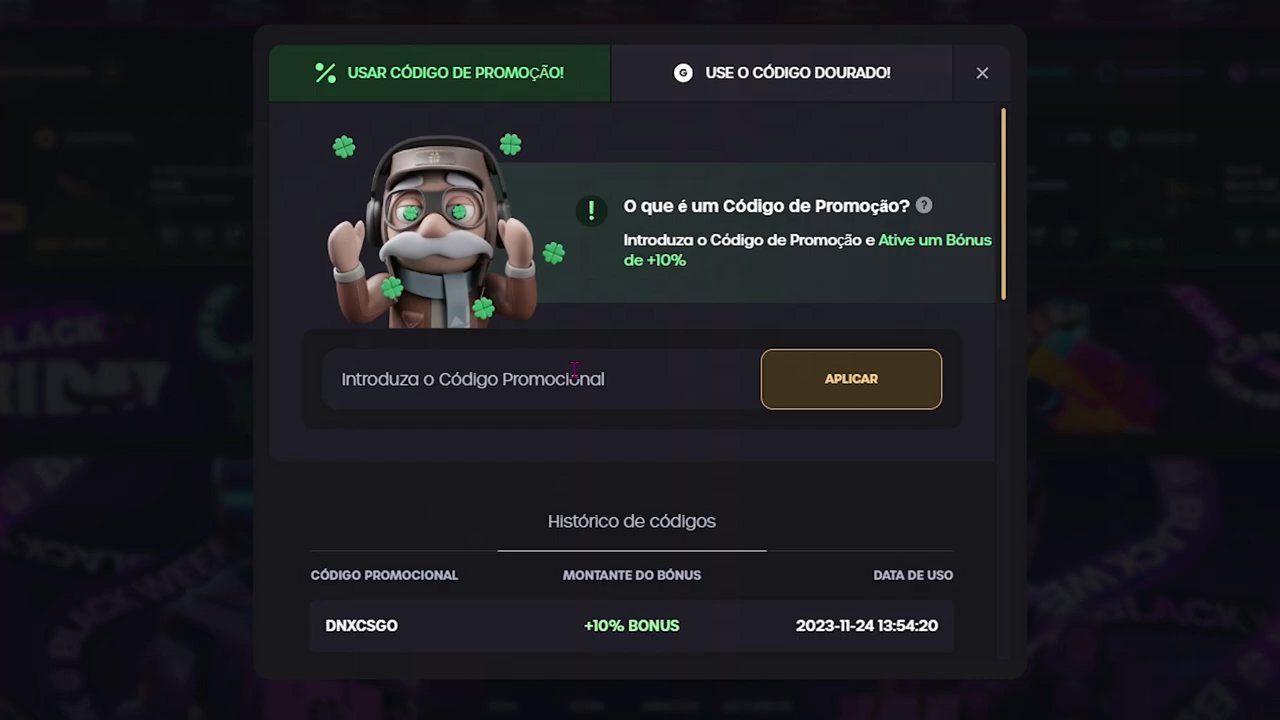 USAR CÓDIGO DE PROMOÇÃO!
G USE O CÓDIGO DOURADO!
O que é um Código de Promoção? ?
Introduza o Código de Promoção e Ative um Bónus
de +10%
Introduza o Código Promocional
APLICAR
Histórico de códigos
CÓDIGO PROMOCIONAL MONTANTE DO BÓNUS DATA DE USO
DNXCSGO +10% BONUS 2023-11-24 13:54:20
BLACK